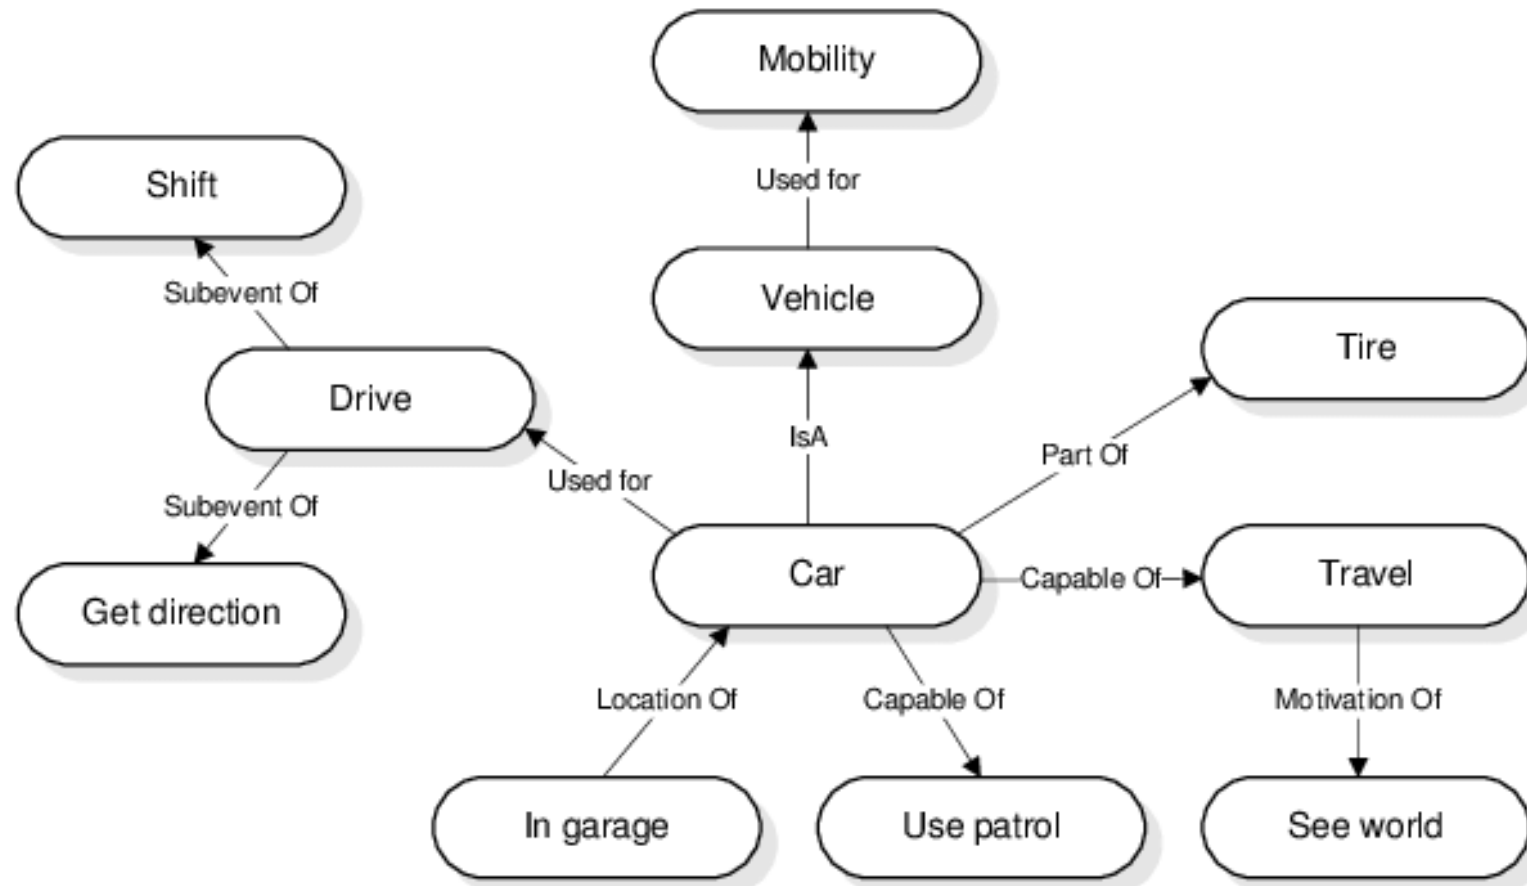 Mobility
Shift
Used for
Subevent Of
Vehicle
Tire
Drive
IsA
Part Of
Used for
Subevent Of
Car
Capable Of
Travel
Get direction
Location Of
Capable Of
Motivation Of
In garage
Use patrol
See world